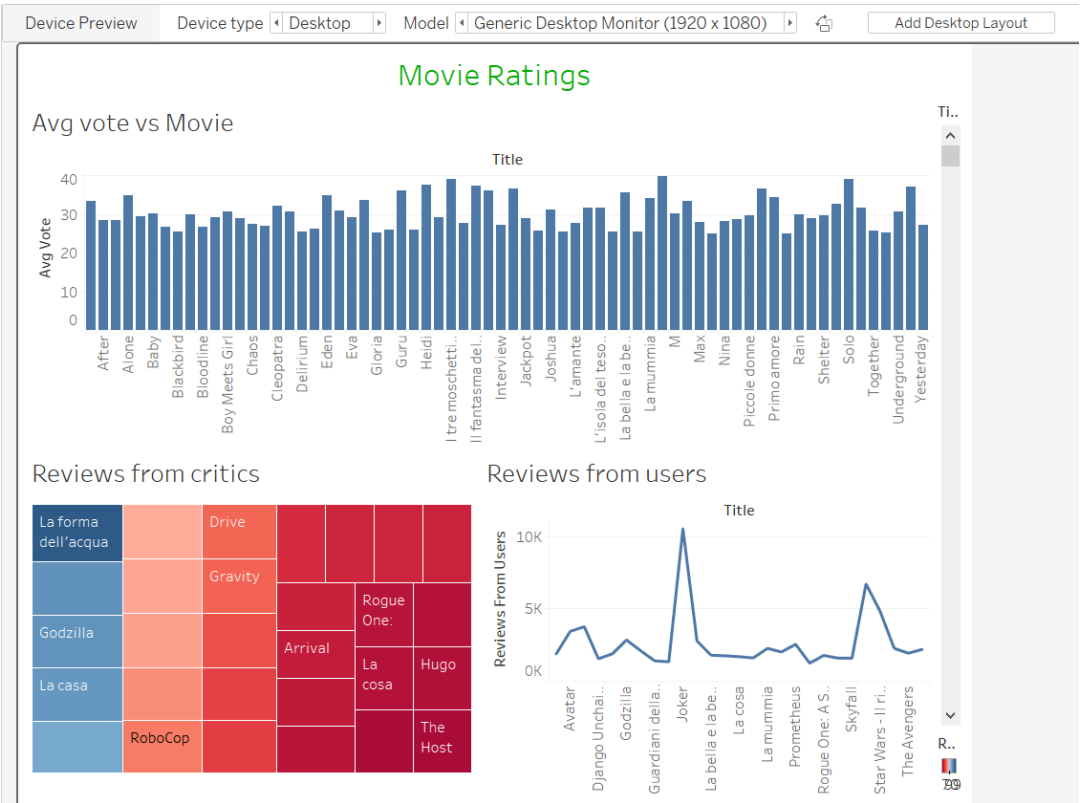 Device Preview Device type Desktop Model Generic Desktop Monitor (1920 x 1080) Add Desktop Layout
Movie Ratings
Avg vote vs Movie
Ti..
Title
Avg Vote
40
30
20
10
0
After
Alone
Baby
Blackbird
Bloodline
Boy Meets Girl
Chaos
Cleopatra
Delirium
Eden
Eva
Gloria
Guru
Heidi
I tre moschetti..
Il fantasma del..
Interview
Jackpot
Joshua
L'amante
L'isola del teso..
La bella e la be..
La mummia
M
Max
Nina
Piccole donne
Primo amore
Rain
Shelter
Solo
Together
Underground
Yesterday
Reviews from critics
La forma
dell'acqua
Godzilla
La casa
RoboCop
Drive
Gravity
Arrival
Rogue
One:
La
cosa
Hugo
The
Host
Reviews from users
Title
Reviews From Users
10K
5K
0K
Avatar
Django Unchai..
Godzilla
Guardiani della..
Joker
La bella e la be..
La cosa
La mummia
Prometheus
Rogue One: A S..
Skyfall
Star Wars - Il ri..
The Avengers
R..